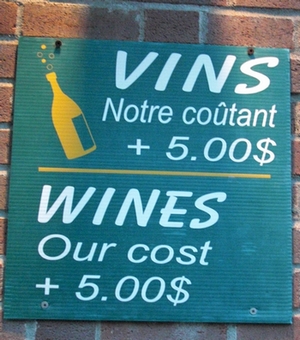 VINS
Notre coûtant
+ 5.00$
WINES
Our cost
+ 5.00$